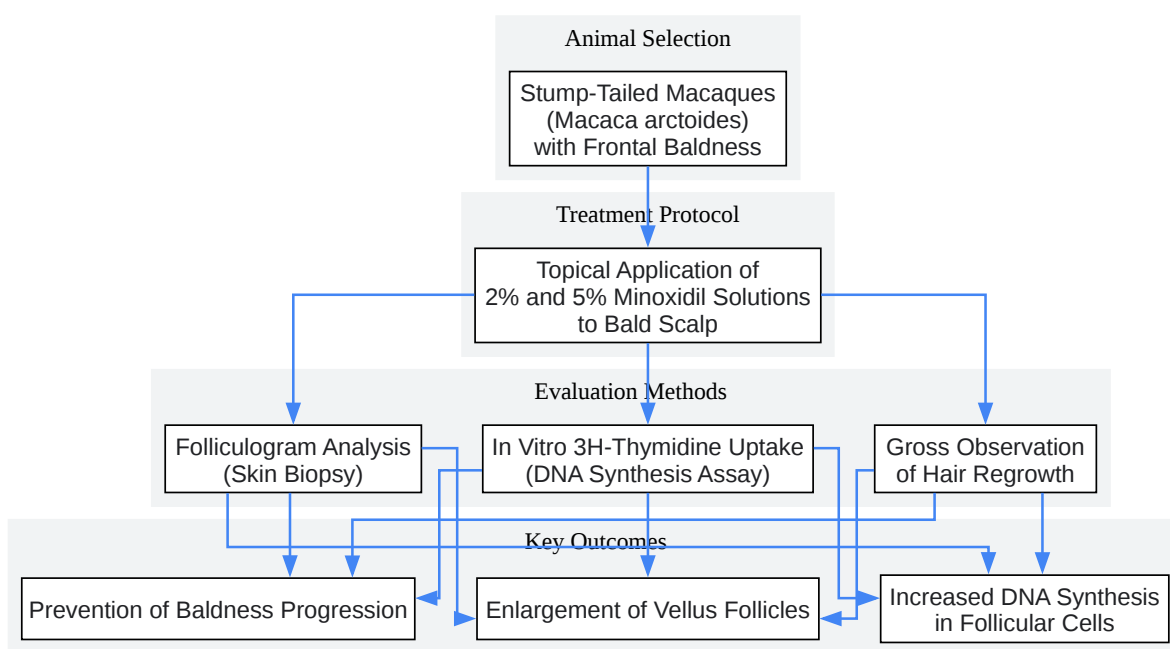 Animal Selection
Stump-Tailed Macaques
(Macaca arctoides)
with Frontal Baldness
Treatment Protocol
Topical Application of
2% and 5% Minoxidil Solutions
to Bald Scalp
Evaluation Methods
Folliculogram Analysis
(Skin Biopsy)
In Vitro 3H-Thymidine Uptake
(DNA Synthesis Assay)
Gross Observation
of Hair Regrowth
Key Outcomes
Prevention of Baldness Progression
Enlargement of Vellus Follicles
Increased DNA Synthesis
in Follicular Cells